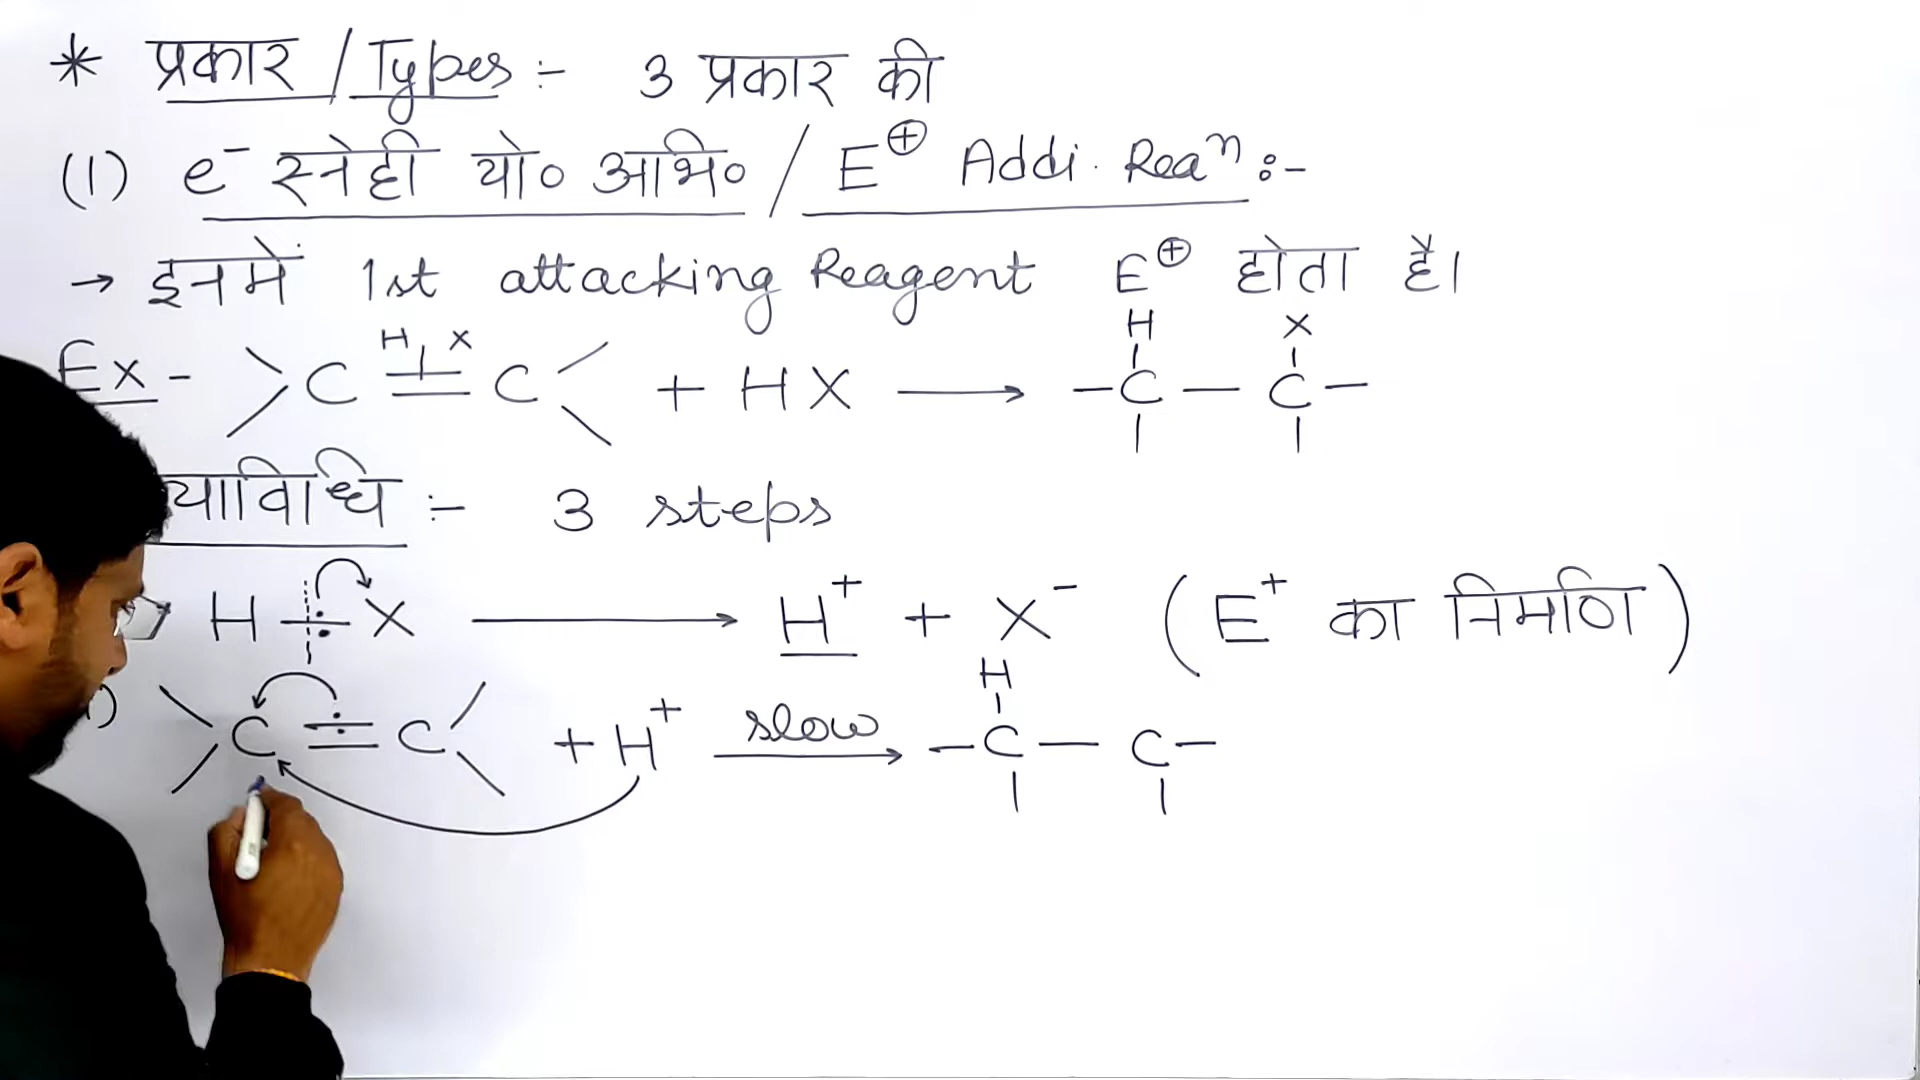 * प्रकार / Types :- 3 प्रकार की
(1) e⁻ स्नेही यो० अभि० / E⊕ Addi. Reaⁿ :-
→ इनमें 1st attacking Reagent E⊕ होता है।
H X H X
Ex - >C = C< + HX ⟶ -C - C-
याविधि :- 3 steps
H ÷ X ⟶ H⁺ + X⁻ (E⁺ का निर्माण)
H
) >C = C< + H⁺ slow⟶ -C - C-